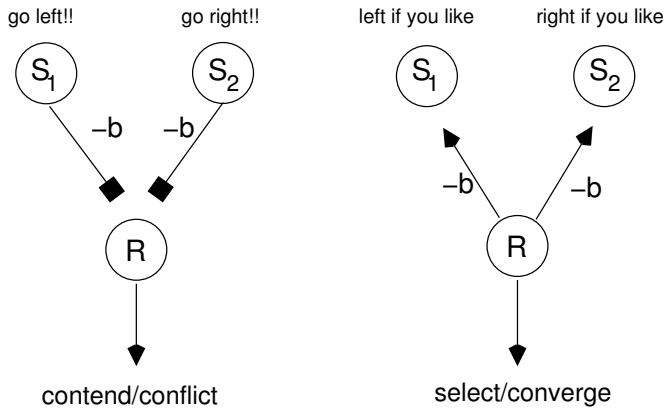 go left!! go right!! left if you like right if you like
S1 S2 S1 S2
–b –b –b –b
R R
contend/conflict select/converge